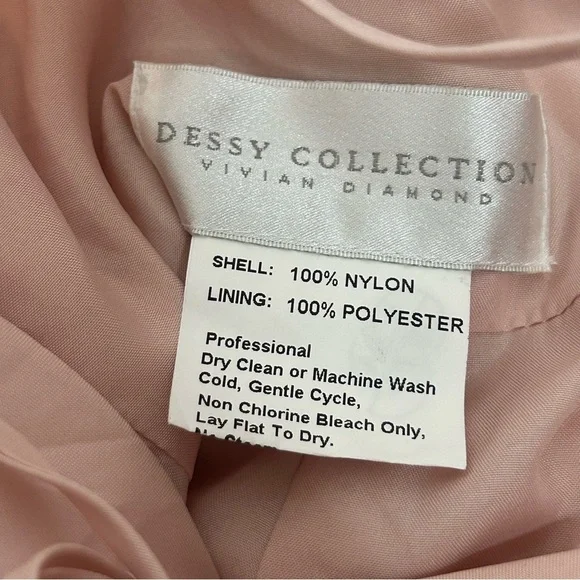 DESSY COLLECTION
VIVIAN DIAMOND
SHELL: 100% NYLON
LINING: 100% POLYESTER
Professional
Dry Clean or Machine Wash
Cold, Gentle Cycle,
Non Chlorine Bleach Only,
Lay Flat To Dry.
No